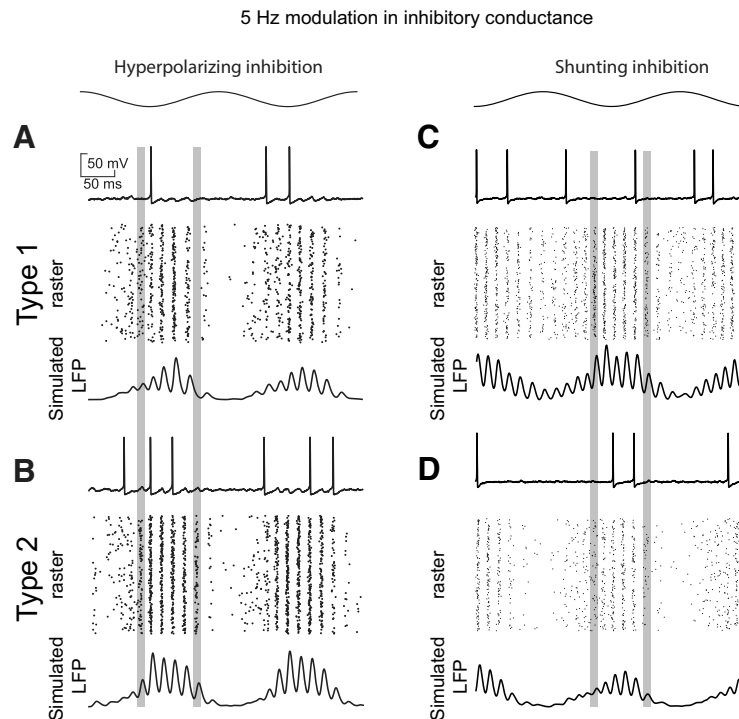 5 Hz modulation in inhibitory conductance
Hyperpolarizing inhibition
Shunting inhibition
A
C
50 mV
50 ms
Type 1
raster
raster
Simulated
LFP
Simulated
LFP
B
D
Type 2
raster
raster
Simulated
LFP
Simulated
LFP